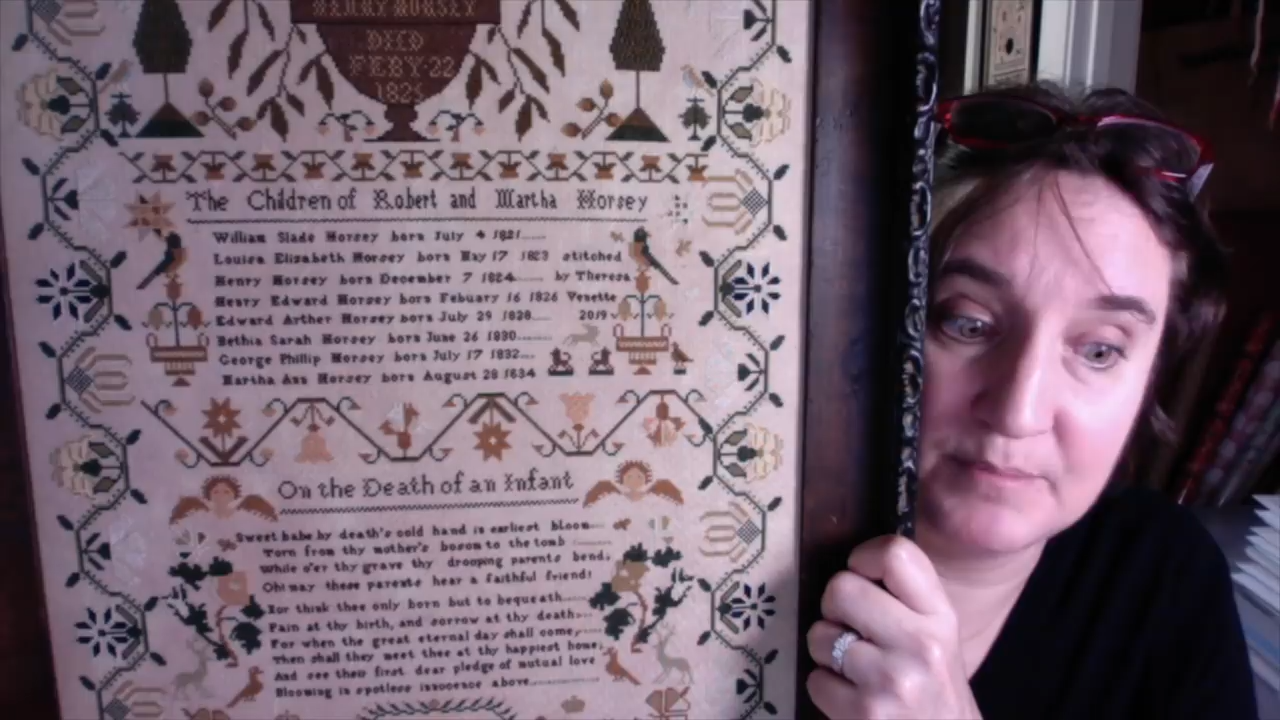 HENRY HORSEY
DIED
FEBY·22
1825
The Children of Robert and Martha Horsey
William Slade Horsey born July 4 1821......
Louisa Elizabeth Horsey born May 17 1823 stitched
Henry Horsey born December 7 1824...... by Theresa
Henry Edward Horsey born Febuary 16 1826 Venette
Edward Arther Horsey born July 29 1828..... 2019
Bethia Sarah Horsey born June 26 1830.....
George Phillip Horsey born July 17 1832...
Martha Ann Horsey born August 28 1834
On the Death of an Infant
Sweet babe by death's cold hand in earliest bloom
Torn from thy mother's bosom to the tomb
While o'er thy grave thy drooping parents bend,
Oh! may these parents hear a faithful friend!
Nor think thee only born but to bequeath
Pain at thy birth, and sorrow at thy death
For when the great eternal day shall come,
Then shall they meet thee at thy happiest home,
And see their first dear pledge of mutual love
Blooming in spotless innocence above